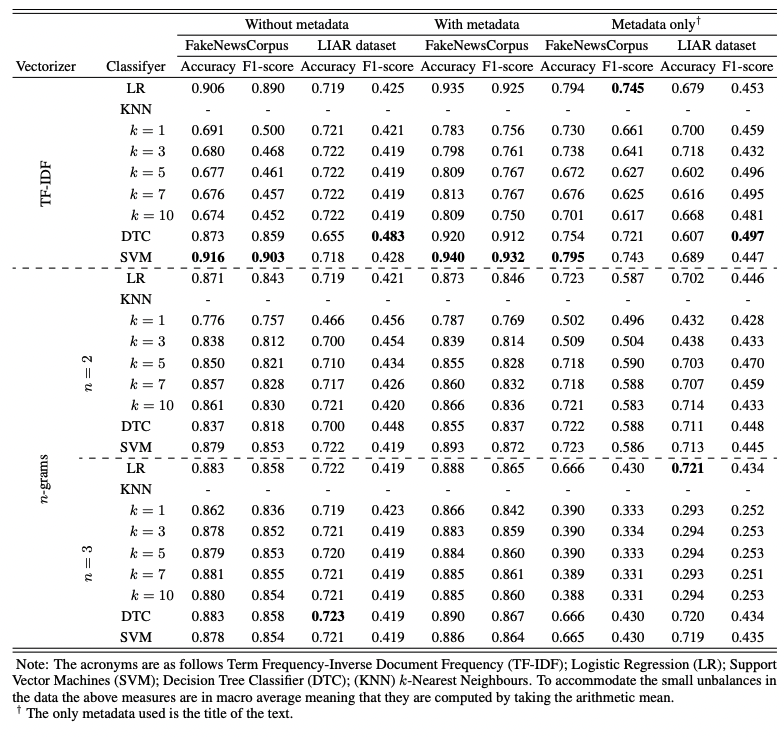 Without metadata With metadata Metadata only†
FakeNewsCorpus LIAR dataset FakeNewsCorpus FakeNewsCorpus LIAR dataset
Vectorizer Classifyer Accuracy F1-score Accuracy F1-score Accuracy F1-score Accuracy F1-score Accuracy F1-score
TF-IDF
LR 0.906 0.890 0.719 0.425 0.935 0.925 0.794 0.745 0.679 0.453
KNN - - - - - - - - - -
k = 1 0.691 0.500 0.721 0.421 0.783 0.756 0.730 0.661 0.700 0.459
k = 3 0.680 0.468 0.722 0.419 0.798 0.761 0.738 0.641 0.718 0.432
k = 5 0.677 0.461 0.722 0.419 0.809 0.767 0.672 0.627 0.602 0.496
k = 7 0.676 0.457 0.722 0.419 0.813 0.767 0.676 0.625 0.616 0.495
k = 10 0.674 0.452 0.722 0.419 0.809 0.750 0.701 0.617 0.668 0.481
DTC 0.873 0.859 0.655 0.483 0.920 0.912 0.754 0.721 0.607 0.497
SVM 0.916 0.903 0.718 0.428 0.940 0.932 0.795 0.743 0.689 0.447
n-grams
n = 2
LR 0.871 0.843 0.719 0.421 0.873 0.846 0.723 0.587 0.702 0.446
KNN - - - - - - - - - -
k = 1 0.776 0.757 0.466 0.456 0.787 0.769 0.502 0.496 0.432 0.428
k = 3 0.838 0.812 0.700 0.454 0.839 0.814 0.509 0.504 0.438 0.433
k = 5 0.850 0.821 0.710 0.434 0.855 0.828 0.718 0.590 0.703 0.470
k = 7 0.857 0.828 0.717 0.426 0.860 0.832 0.718 0.588 0.707 0.459
k = 10 0.861 0.830 0.721 0.420 0.866 0.836 0.721 0.583 0.714 0.433
DTC 0.837 0.818 0.700 0.448 0.855 0.837 0.722 0.588 0.711 0.448
SVM 0.879 0.853 0.722 0.419 0.893 0.872 0.723 0.586 0.713 0.445
n = 3
LR 0.883 0.858 0.722 0.419 0.888 0.865 0.666 0.430 0.721 0.434
KNN - - - - - - - - - -
k = 1 0.862 0.836 0.719 0.423 0.866 0.842 0.390 0.333 0.293 0.252
k = 3 0.878 0.852 0.721 0.419 0.883 0.859 0.390 0.334 0.294 0.253
k = 5 0.879 0.853 0.720 0.419 0.884 0.860 0.390 0.333 0.294 0.253
k = 7 0.881 0.855 0.721 0.419 0.885 0.861 0.389 0.331 0.293 0.251
k = 10 0.880 0.854 0.721 0.419 0.885 0.860 0.388 0.331 0.294 0.253
DTC 0.883 0.858 0.723 0.419 0.890 0.867 0.666 0.430 0.720 0.434
SVM 0.878 0.854 0.721 0.419 0.886 0.864 0.665 0.430 0.719 0.435
Note: The acronyms are as follows Term Frequency-Inverse Document Frequency (TF-IDF); Logistic Regression (LR); Support
Vector Machines (SVM); Decision Tree Classifier (DTC); (KNN) k-Nearest Neighbours. To accommodate the small unbalances in
the data the above measures are in macro average meaning that they are computed by taking the arithmetic mean.
† The only metadata used is the title of the text.